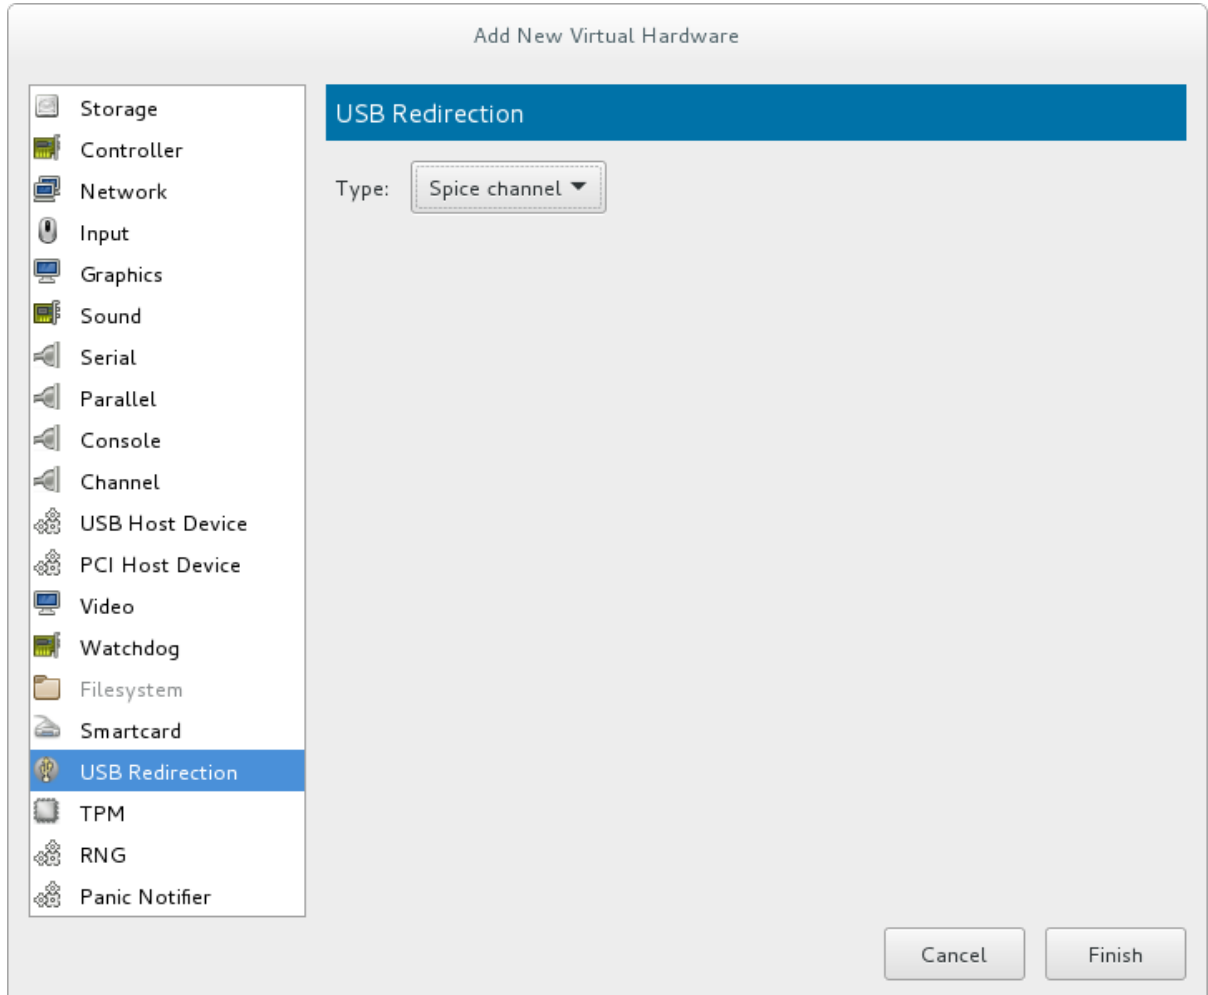 Add New Virtual Hardware
Storage
Controller
Network
Input
Graphics
Sound
Serial
Parallel
Console
Channel
USB Host Device
PCI Host Device
Video
Watchdog
Filesystem
Smartcard
USB Redirection
TPM
RNG
Panic Notifier
USB Redirection
Type: Spice channel
Cancel Finish